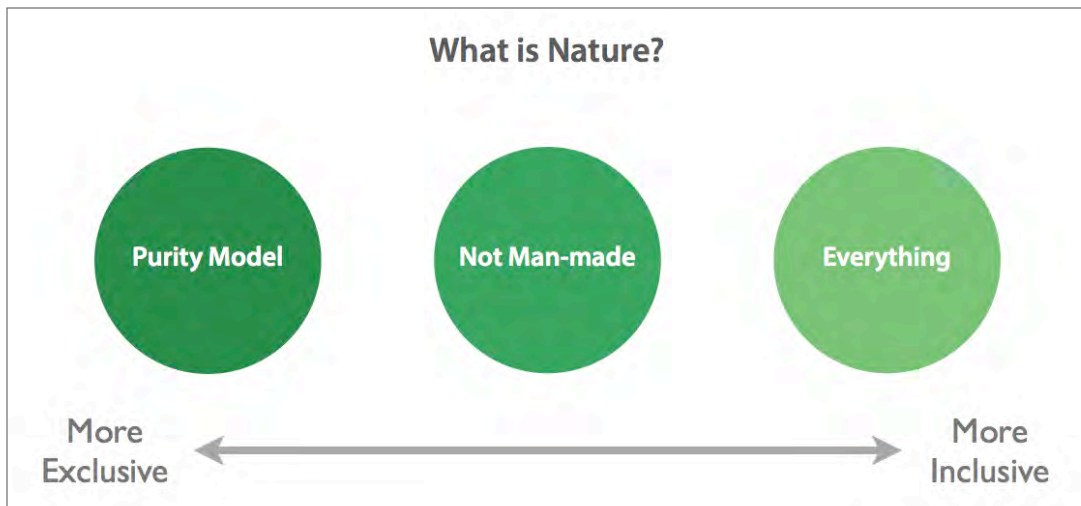 What is Nature?
Purity Model
Not Man-made
Everything
More
Exclusive
More
Inclusive